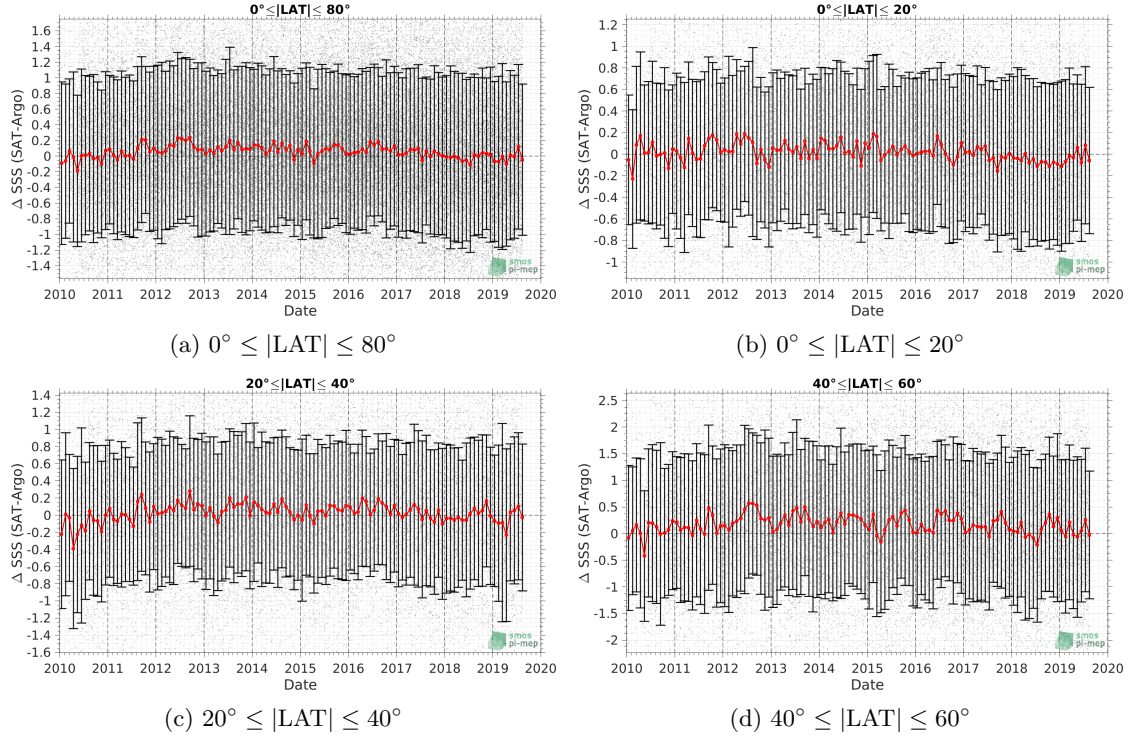 0°≤|LAT|≤ 80°
Δ SSS (SAT-Argo)
1.6
1.4
1.2
1
0.8
0.6
0.4
0.2
0
-0.2
-0.4
-0.6
-0.8
-1
-1.2
-1.4
smos
pi-mep
2010 2011 2012 2013 2014 2015 2016 2017 2018 2019 2020
Date
(a) 0° ≤ |LAT| ≤ 80°
0°≤|LAT|≤ 20°
Δ SSS (SAT-Argo)
1.2
1
0.8
0.6
0.4
0.2
0
-0.2
-0.4
-0.6
-0.8
-1
smos
pi-mep
2010 2011 2012 2013 2014 2015 2016 2017 2018 2019 2020
Date
(b) 0° ≤ |LAT| ≤ 20°
20°≤|LAT|≤ 40°
Δ SSS (SAT-Argo)
1.4
1.2
1
0.8
0.6
0.4
0.2
0
-0.2
-0.4
-0.6
-0.8
-1
-1.2
-1.4
-1.6
smos
pi-mep
2010 2011 2012 2013 2014 2015 2016 2017 2018 2019 2020
Date
(c) 20° ≤ |LAT| ≤ 40°
40°≤|LAT|≤ 60°
Δ SSS (SAT-Argo)
2.5
2
1.5
1
0.5
0
-0.5
-1
-1.5
-2
smos
pi-mep
2010 2011 2012 2013 2014 2015 2016 2017 2018 2019 2020
Date
(d) 40° ≤ |LAT| ≤ 60°